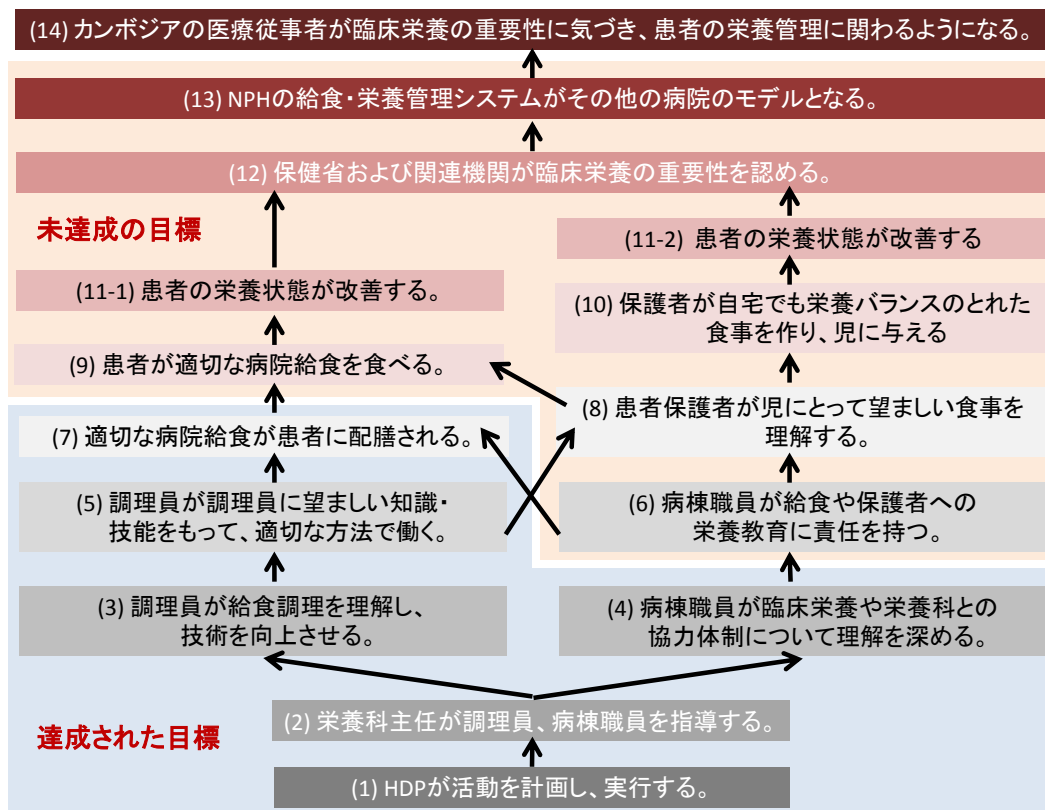 (14) カンボジアの医療従事者が臨床栄養の重要性に気づき、患者の栄養管理に関わるようになる。
(13) NPHの給食・栄養管理システムがその他の病院のモデルとなる。
(12) 保健省および関連機関が臨床栄養の重要性を認める。
未達成の目標
(11-2) 患者の栄養状態が改善する
(11-1) 患者の栄養状態が改善する。
(10) 保護者が自宅でも栄養バランスのとれた
食事を作り、児に与える
(9) 患者が適切な病院給食を食べる。
(8) 患者保護者が児にとって望ましい食事を
理解する。
(7) 適切な病院給食が患者に配膳される。
(5) 調理員が調理員に望ましい知識・
技能をもって、適切な方法で働く。
(6) 病棟職員が給食や保護者への
栄養教育に責任を持つ。
(3) 調理員が給食調理を理解し、
技術を向上させる。
(4) 病棟職員が臨床栄養や栄養科との
協力体制について理解を深める。
(2) 栄養科主任が調理員、病棟職員を指導する。
達成された目標
(1) HDPが活動を計画し、実行する。